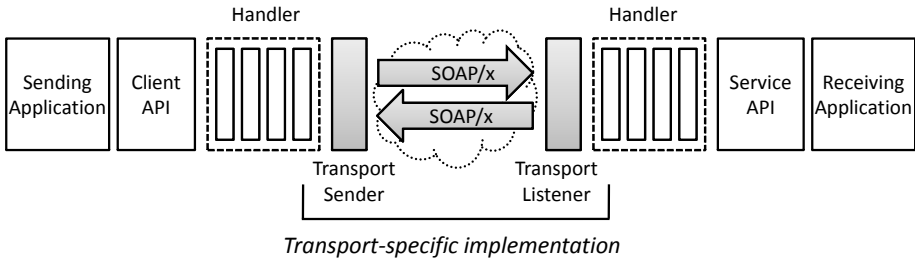 Handler
Handler
Sending
Application
Client
API
SOAP/x
SOAP/x
Service
API
Receiving
Application
Transport
Sender
Transport
Listener
Transport-specific implementation